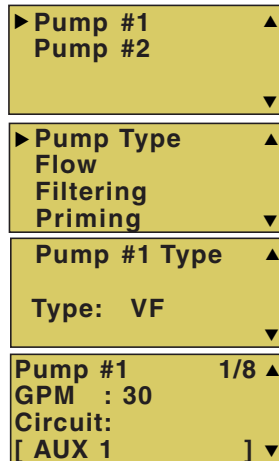 Pump #1
Pump #2
Pump Type
Flow
Filtering
Priming
Pump #1 Type
Type: VF
Pump #1 1/8
GPM : 30
Circuit:
[ AUX 1 ]